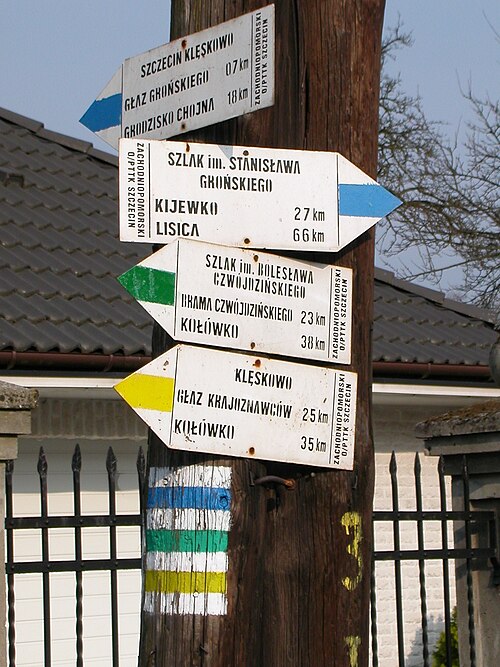 SZCZECIN KLĘSKOWO
GŁAZ GROŃSKIEGO 0.7 km
GRODZISKO CHOJNA 1.8 km
ZACHODNIOPOMORSKI
O/PTTK SZCZECIN
SZLAK im. STANISŁAWA
GROŃSKIEGO
KIJEWKO 2.7 km
LISICA 6.6 km
ZACHODNIOPOMORSKI
O/PTTK SZCZECIN
SZLAK im. BOLESŁAWA
CZWÓJDZIŃSKIEGO
BRAMA CZWÓJDZIŃSKIEGO 2.3 km
KOŁÓWKO 3.8 km
ZACHODNIOPOMORSKI
O/PTTK SZCZECIN
KLĘSKOWO
GŁAZ KRAJOZNAWCÓW 2.5 km
KOŁÓWKO 3.5 km
ZACHODNIOPOMORSKI
O/PTTK SZCZECIN